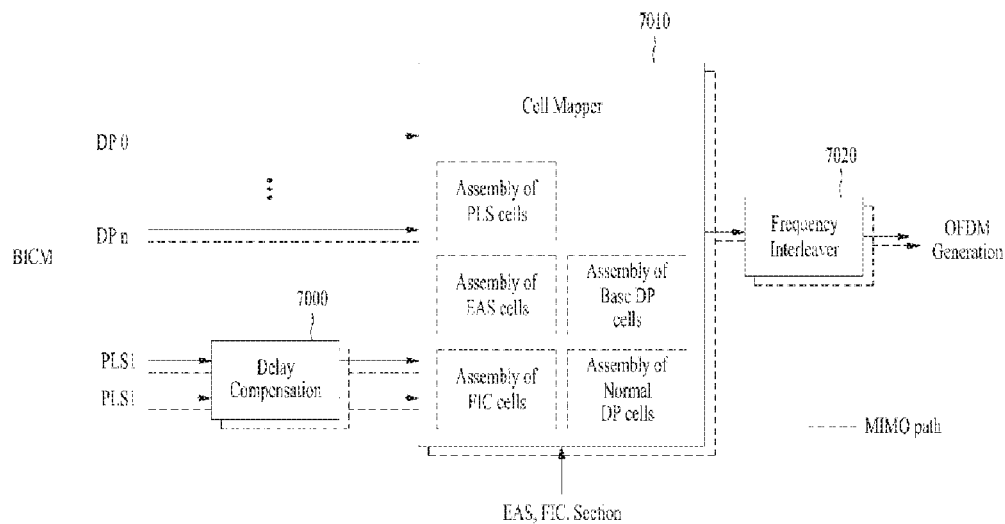 7010
Cell Mapper
DP 0
7020
Assembly of
PLS cells
DP n
Frequency
Interleaver
OFDM
Generation
BICM
Assembly of
EAS cells
Assembly of
Base DP
cells
7000
PLS1
PLS1
Delay
Compensation
Assembly of
FIC cells
Assembly of
Normal
DP cells
MIMO path
EAS, FIC. Section